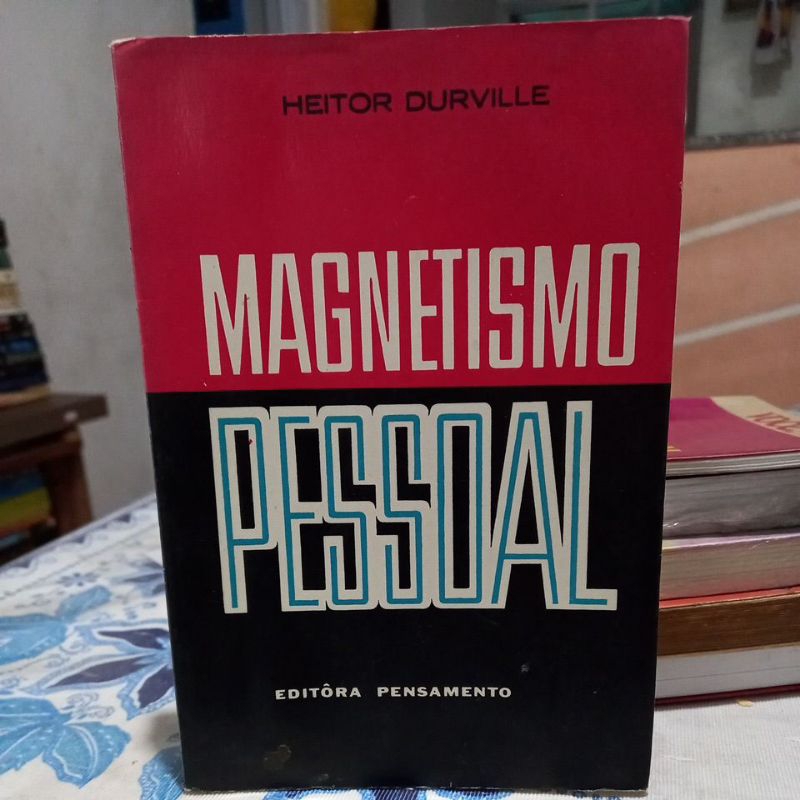 HEITOR DURVILLE
MAGNETISMO
PESSOAL
EDITÔRA PENSAMENTO